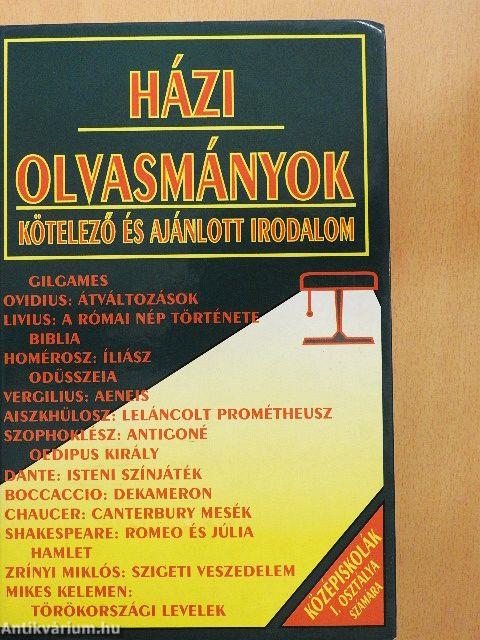 HÁZI
OLVASMÁNYOK
KÖTELEZŐ ÉS AJÁNLOTT IRODALOM
GILGAMES
OVIDIUS: ÁTVÁLTOZÁSOK
LIVIUS: A RÓMAI NÉP TÖRTÉNETE
BIBLIA
HOMÉROSZ: ÍLIÁSZ
ODÜSSZEIA
VERGILIUS: AENEIS
AISZKHÜLOSZ: LELÁNCOLT PROMÉTHEUSZ
SZOPHOKLÉSZ: ANTIGONÉ
OEDIPUS KIRÁLY
DANTE: ISTENI SZÍNJÁTÉK
BOCCACCIO: DEKAMERON
CHAUCER: CANTERBURY MESÉK
SHAKESPEARE: ROMEO ÉS JÚLIA
HAMLET
ZRÍNYI MIKLÓS: SZIGETI VESZEDELEM
MIKES KELEMEN:
TÖRÖKORSZÁGI LEVELEK
KÖZÉPISKOLÁK
I. OSZTÁLYA
SZÁMÁRA
Antikvárium.hu